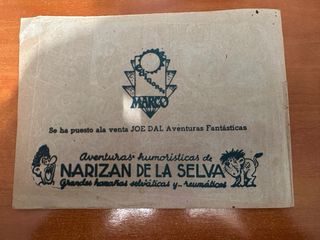 MARCO
Se ha puesto ala venta JOE DAL Aventuras Fantásticas
Aventuras humorísticas de
NARIZAN DE LA SELVA
Grandes hazañas selváticas y... reumáticas